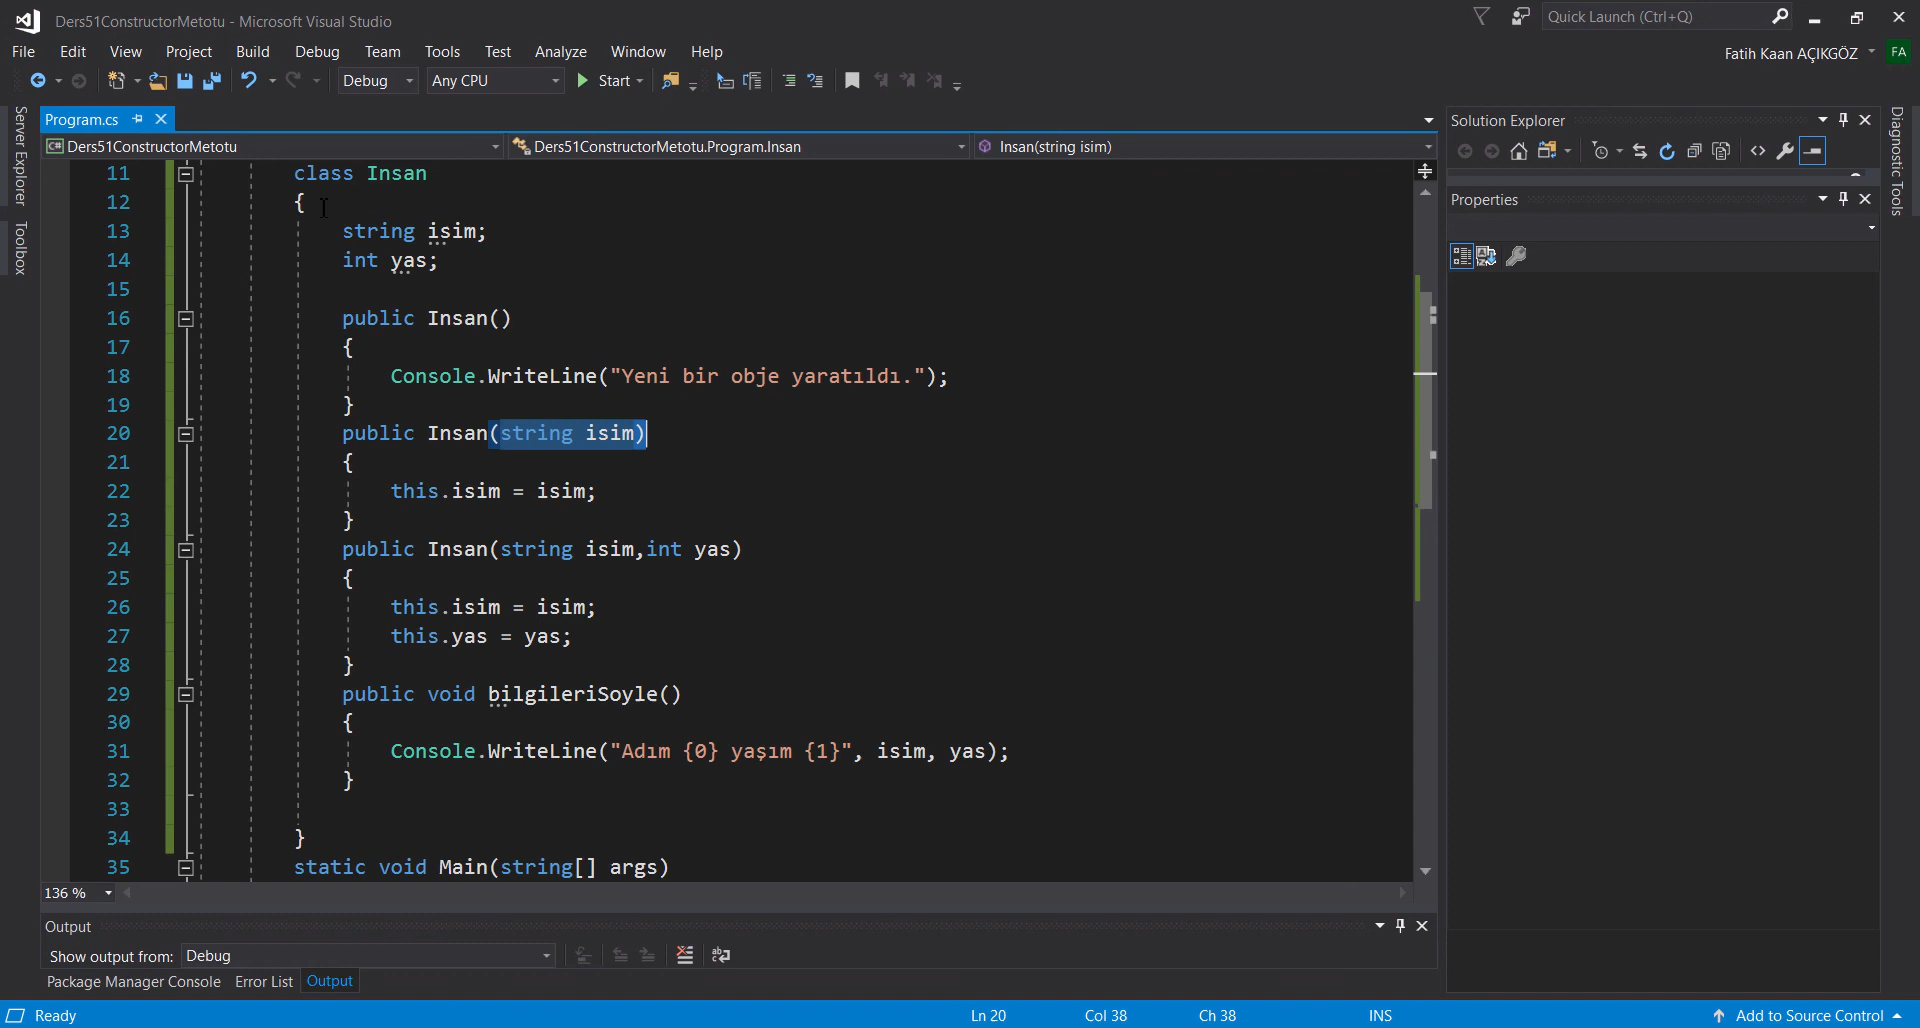 Ders51ConstructorMetotu - Microsoft Visual Studio
Quick Launch (Ctrl+Q)
File Edit View Project Build Debug Team Tools Test Analyze Window Help
Fatih Kaan AÇIKGÖZ FA
Debug Any CPU Start
Server Explorer
Toolbox
Program.cs
Ders51ConstructorMetotu Ders51ConstructorMetotu.Program.Insan Insan(string isim)
11 class Insan
12 {
13 string isim;
14 int yas;
15
16 public Insan()
17 {
18 Console.WriteLine("Yeni bir obje yaratıldı.");
19 }
20 public Insan(string isim)
21 {
22 this.isim = isim;
23 }
24 public Insan(string isim,int yas)
25 {
26 this.isim = isim;
27 this.yas = yas;
28 }
29 public void bilgileriSoyle()
30 {
31 Console.WriteLine("Adım {0} yaşım {1}", isim, yas);
32 }
33
34 }
35 static void Main(string[] args)
136 %
Output
Show output from: Debug
Package Manager Console Error List Output
Solution Explorer
Properties
Diagnostic Tools
Ready Ln 20 Col 38 Ch 38 INS Add to Source Control